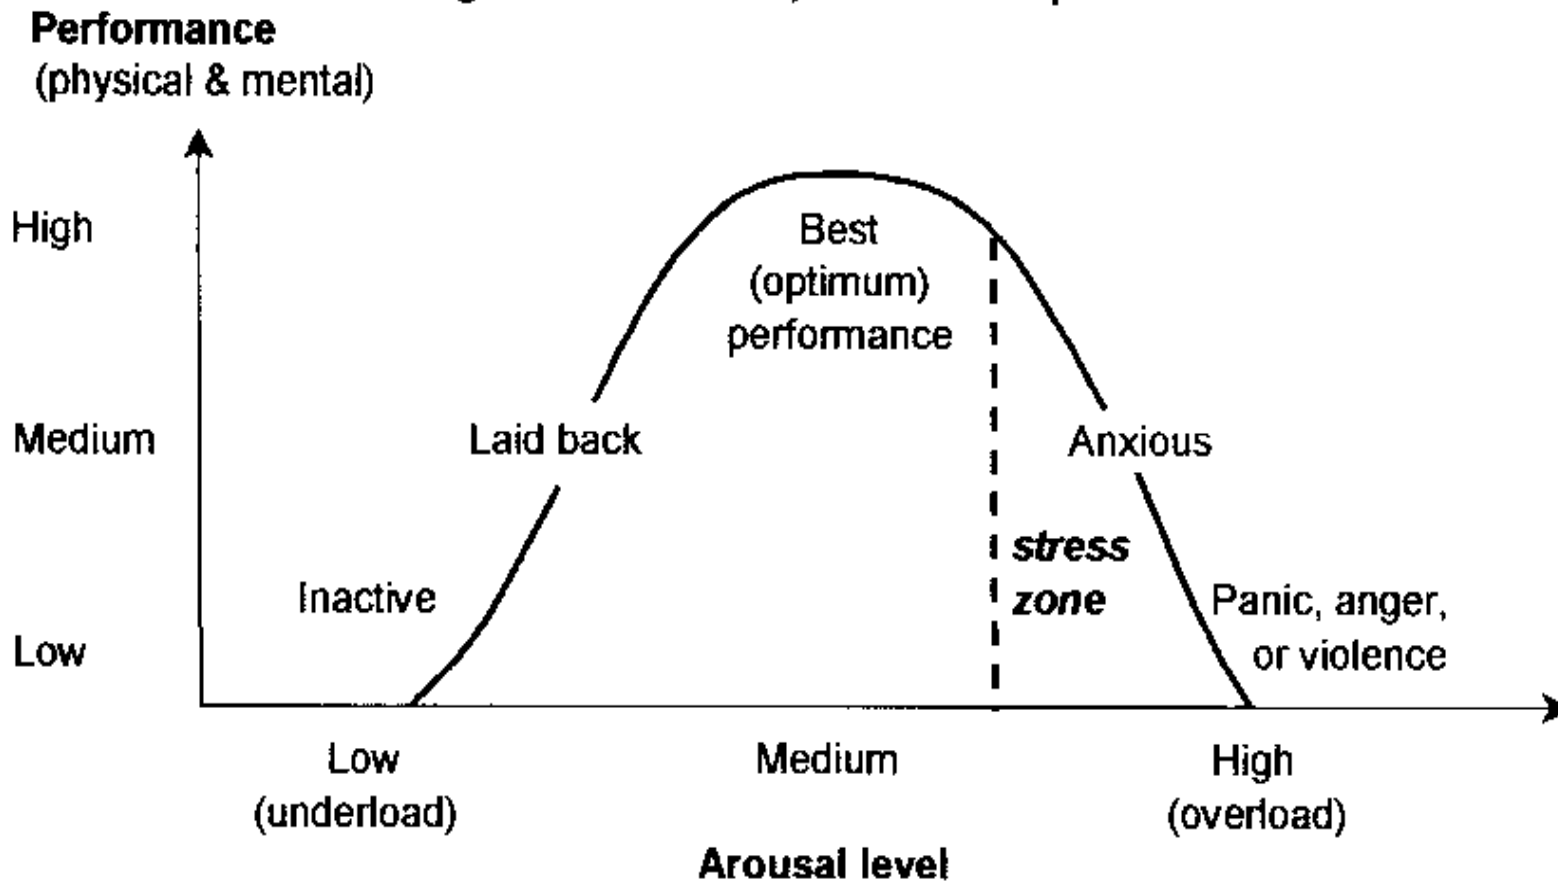 Performance
(physical & mental)
High
Best
(optimum)
performance
Medium
Laid back
Anxious
stress
zone
Inactive
Panic, anger,
or violence
Low
Low
(underload)
Medium
High
(overload)
Arousal level